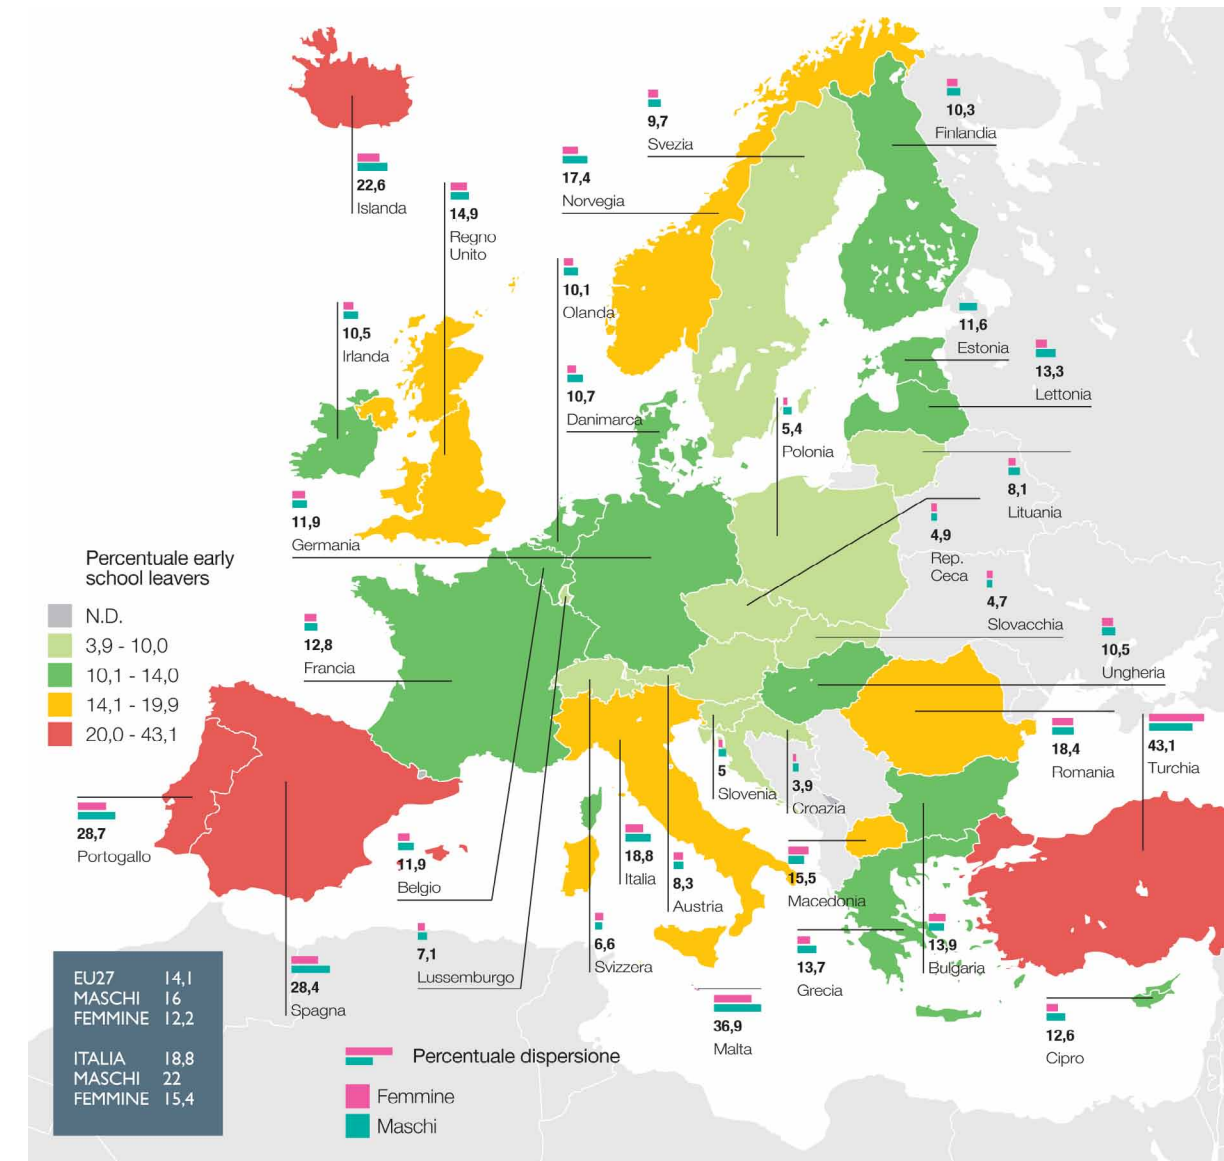 22,6
Islanda
14,9
Regno
Unito
9,7
Svezia
17,4
Norvegia
10,3
Finlandia
10,1
Olanda
10,5
Irlanda
10,7
Danimarca
11,6
Estonia
13,3
Lettonia
5,4
Polonia
8,1
Lituania
11,9
Germania
4,9
Rep.
Ceca
4,7
Slovacchia
10,5
Ungheria
Percentuale early
school leavers
N.D.
3,9 - 10,0
10,1 - 14,0
14,1 - 19,9
20,0 - 43,1
12,8
Francia
18,4
Romania
43,1
Turchia
5
Slovenia
3,9
Croazia
28,7
Portogallo
11,9
Belgio
18,8
Italia
8,3
Austria
15,5
Macedonia
7,1
Lussemburgo
6,6
Svizzera
13,7
Grecia
13,9
Bulgaria
28,4
Spagna
36,9
Malta
12,6
Cipro
EU27 14,1
MASCHI 16
FEMMINE 12,2
ITALIA 18,8
MASCHI 22
FEMMINE 15,4
Percentuale dispersione
Femmine
Maschi